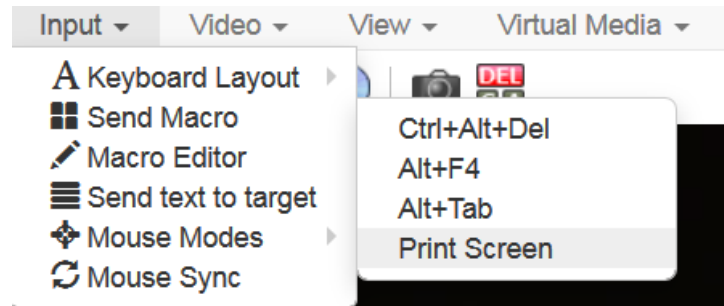 Input Video View Virtual Media
A Keyboard Layout
Send Macro
Macro Editor
Send text to target
Mouse Modes
Mouse Sync
DEL
Ctrl+Alt+Del
Alt+F4
Alt+Tab
Print Screen